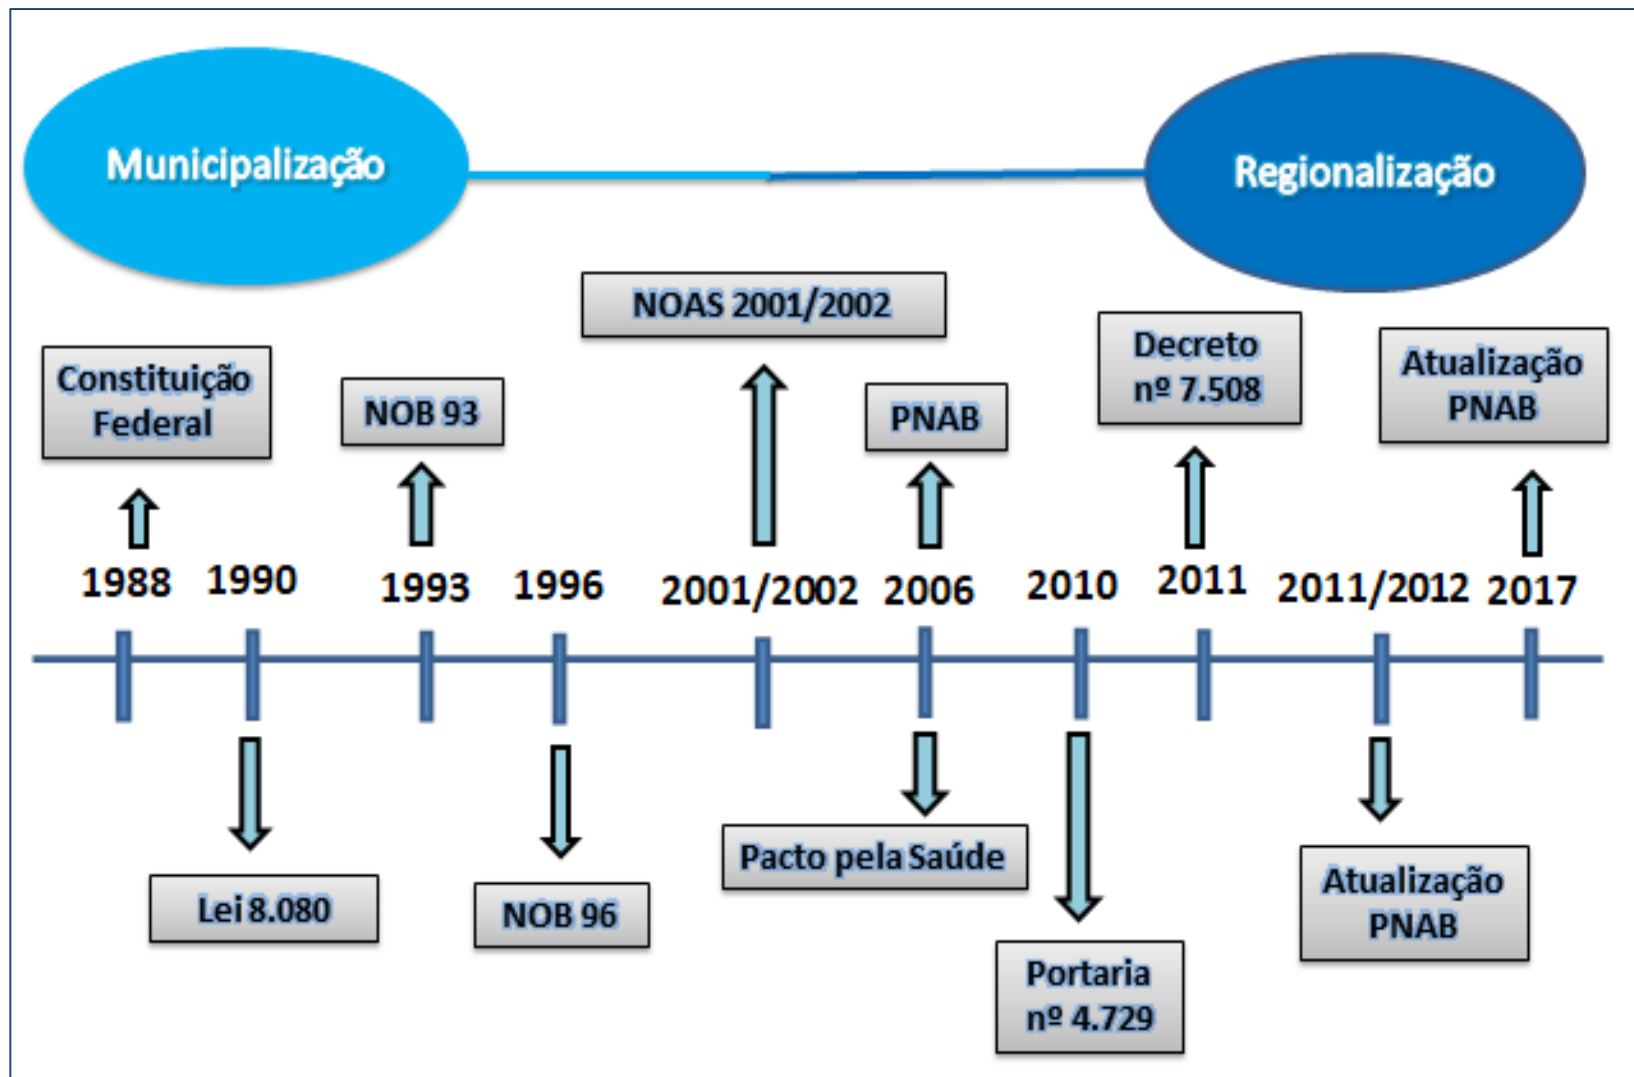 Municipalização
Regionalização
NOAS 2001/2002
Constituição
Federal
NOB 93
PNAB
Decreto
nº 7.508
Atualização
PNAB
1988
1990
1993
1996
2001/2002
2006
2010
2011
2011/2012
2017
Lei 8.080
NOB 96
Pacto pela Saúde
Portaria
nº 4.729
Atualização
PNAB